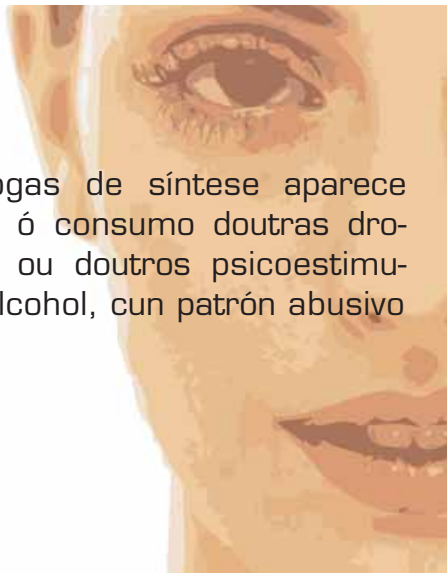 ogas de síntese aparece
ó consumo doutras dro-
ou doutros psicoestimu-
lcohol, cun patrón abusivo